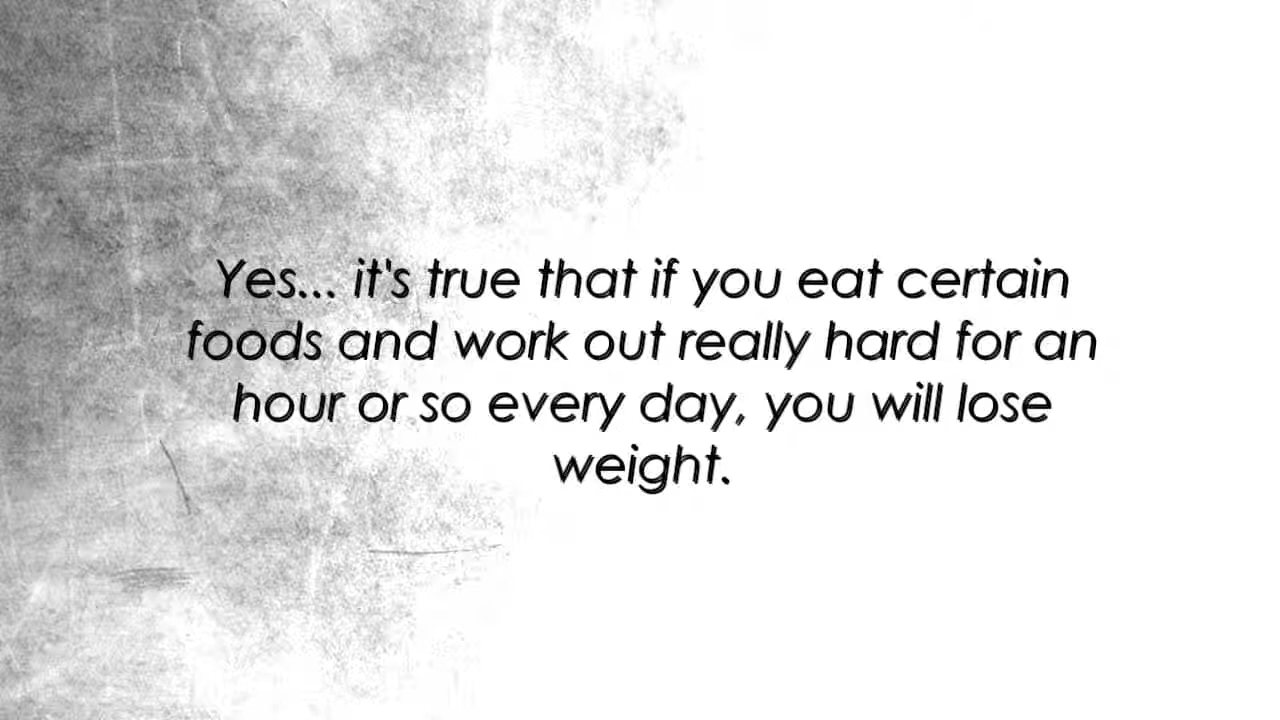 Yes... it's true that if you eat certain
foods and work out really hard for an
hour or so every day, you will lose
weight.